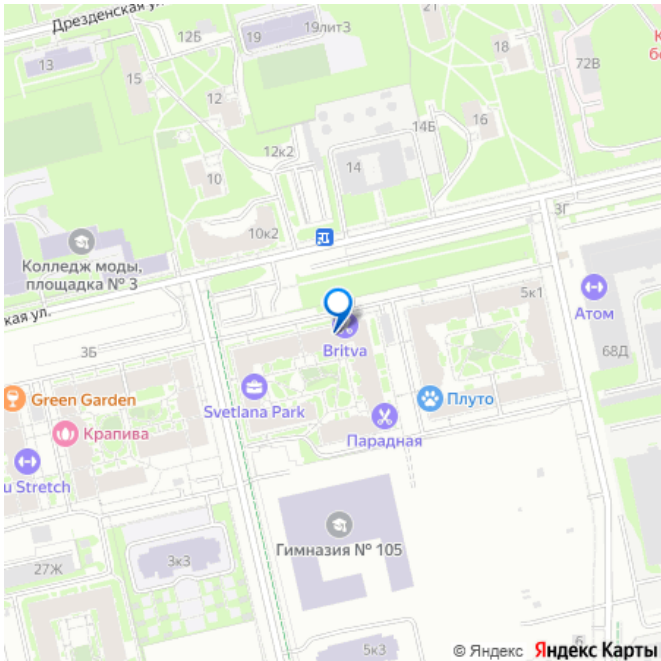 Дрезденская ул.
21
12Б
19
19литЗ
13
15
18
72В
12
14Б
16
12к2
14
10
10к2
3Г
Колледж моды,
площадка № 3
5к1
Атом
кая ул.
3Б
Britva
68Д
Green Garden
Svetlana Park
Плуто
Крапива
Парадная
u Stretch
Гимназия № 105
27Ж
3к3
5к3
© Яндекс Яндекс Карты